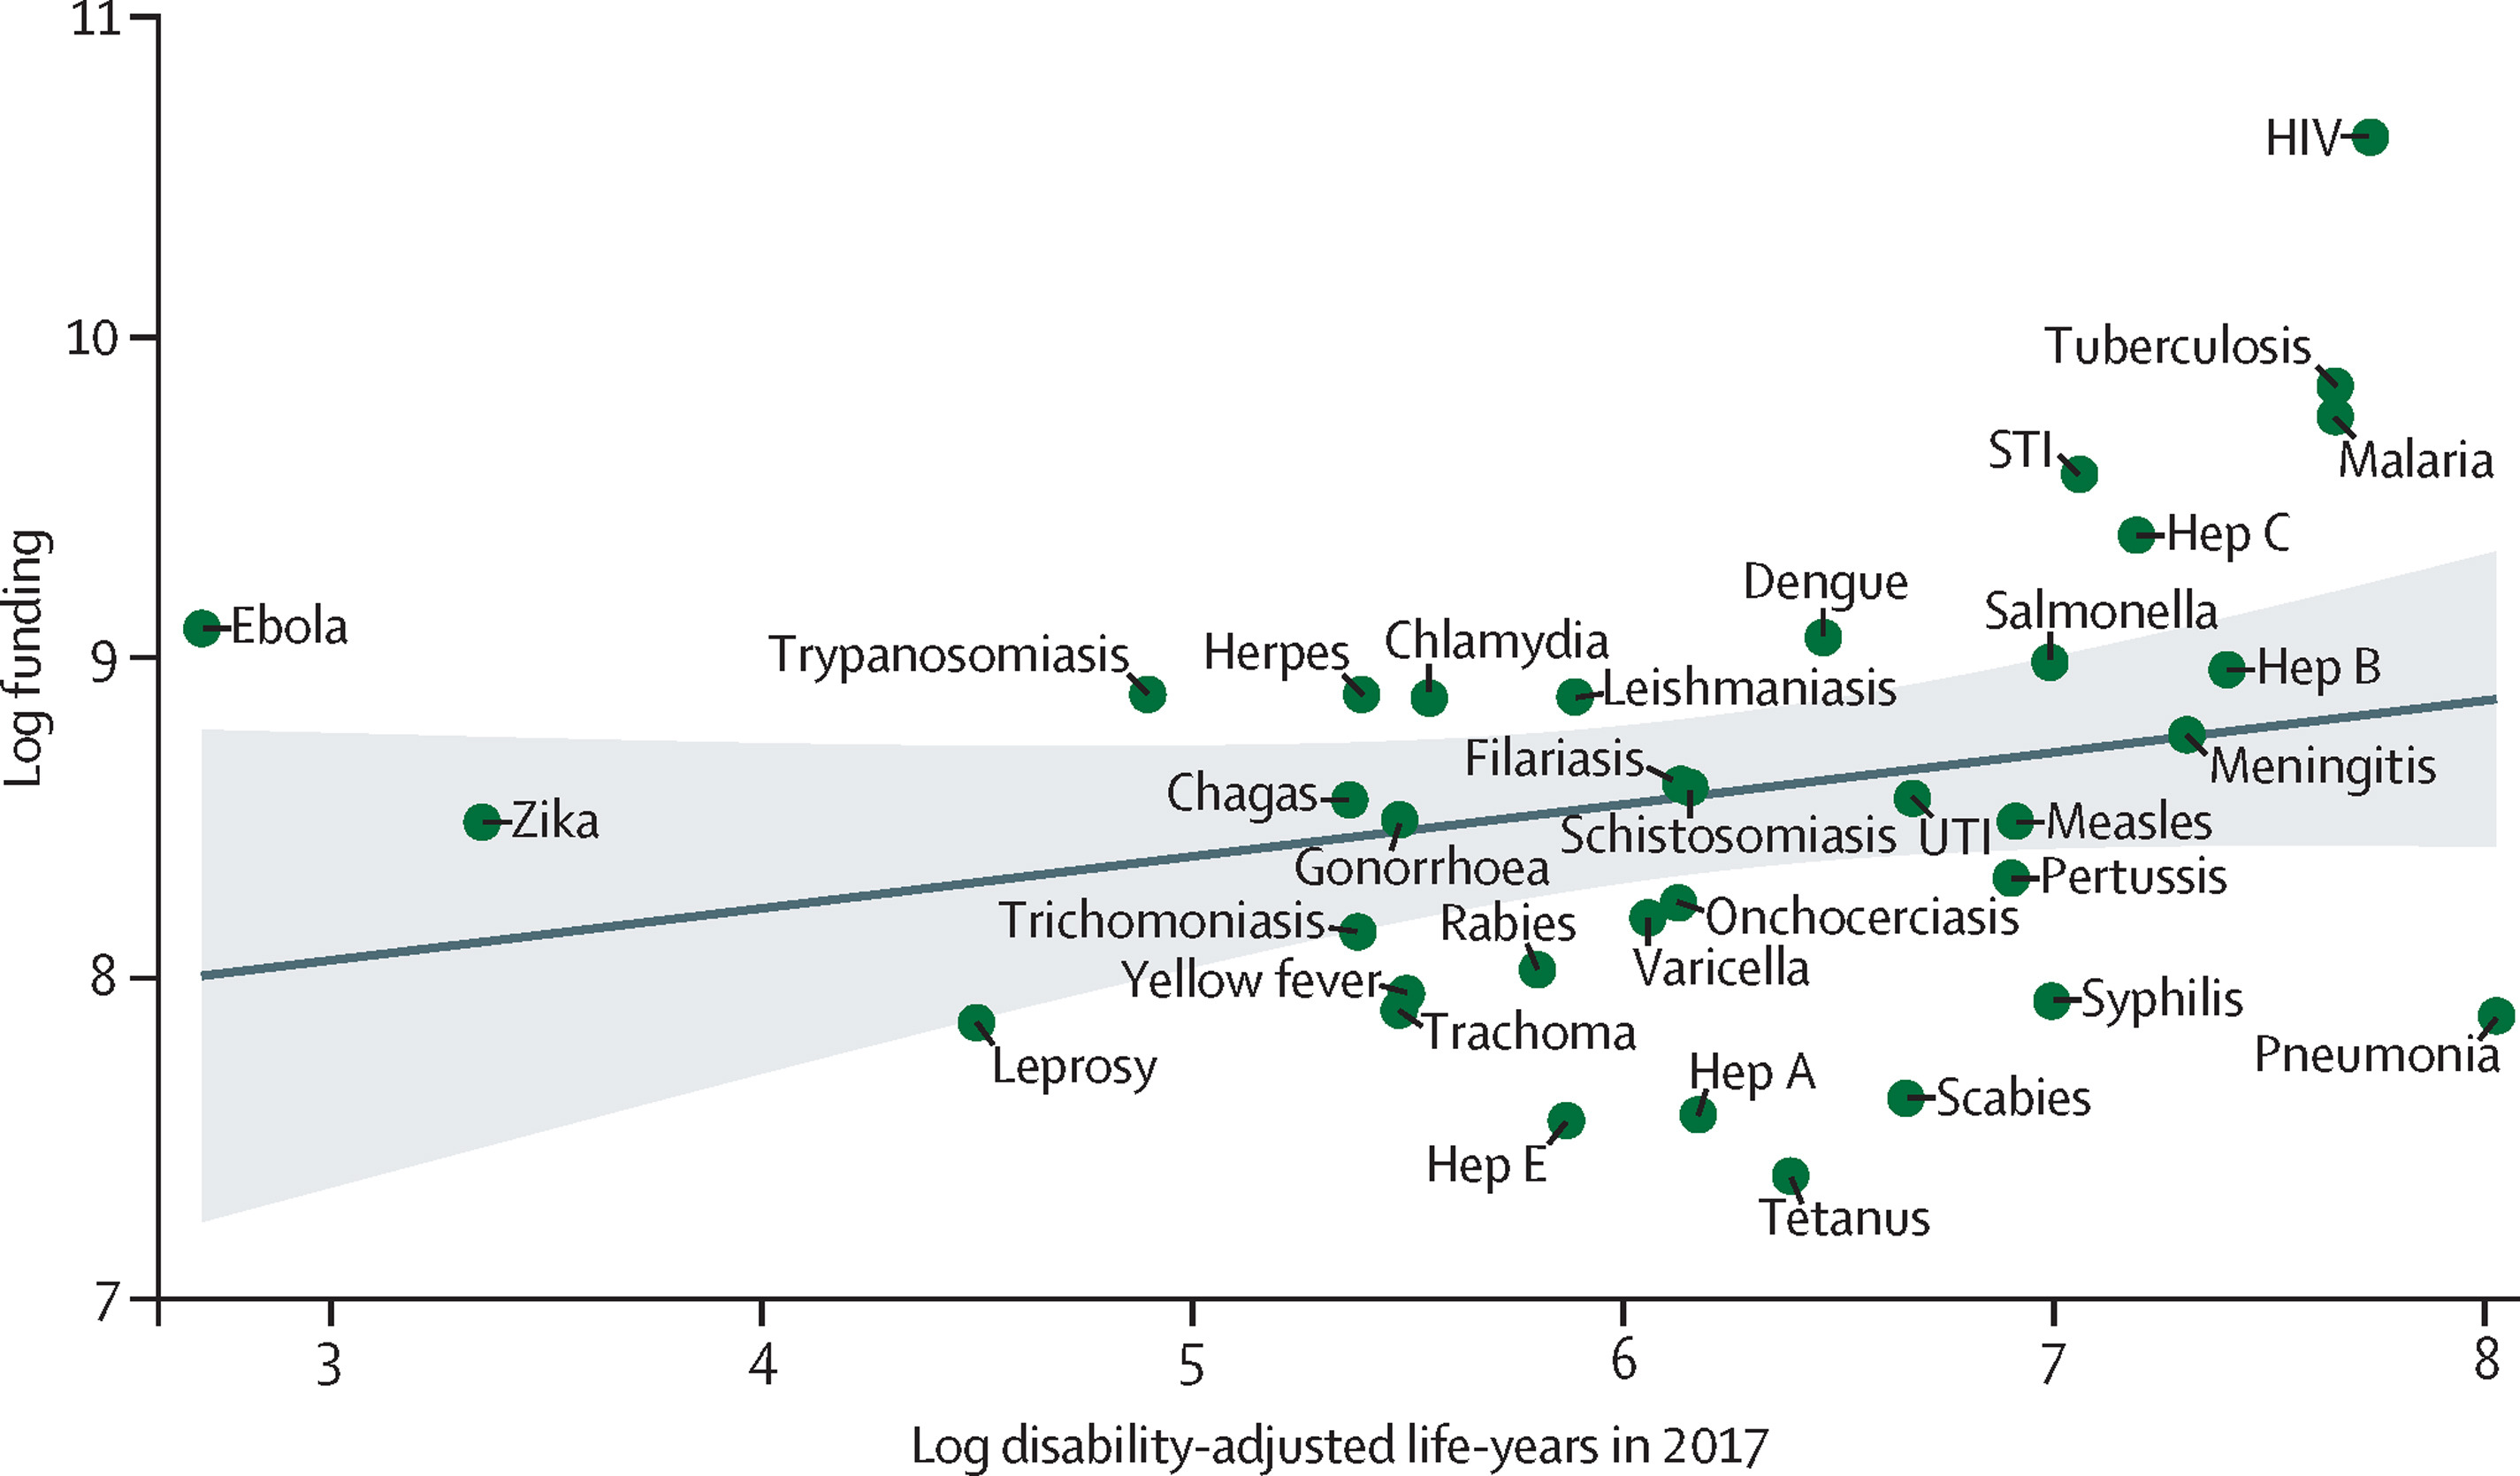 11
HIV
10
Tuberculosis
Malaria
STI
Hep C
Dengue
Salmonella
Ebola
Trypanosomiasis
Herpes
Chlamydia
Leishmaniasis
Hep B
9
Log funding
Filariasis
Meningitis
Chagas
Zika
Schistosomiasis
UTI
Measles
Gonorrhoea
Pertussis
Trichomoniasis
Rabies
Onchocerciasis
Varicella
8
Yellow fever
Syphilis
Trachoma
Pneumonia
Leprosy
Hep A
Scabies
Hep E
Tetanus
7
3 4 5 6 7 8
Log disability-adjusted life-years in 2017